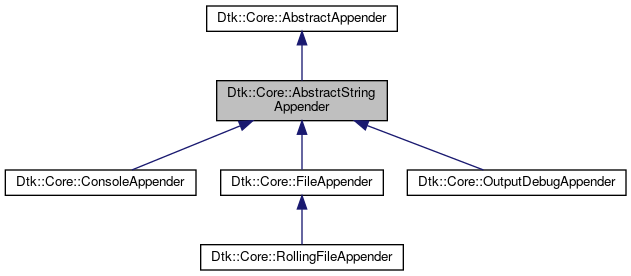 Dtk::Core::AbstractAppender
Dtk::Core::AbstractString
Appender
Dtk::Core::ConsoleAppender
Dtk::Core::FileAppender
Dtk::Core::OutputDebugAppender
Dtk::Core::RollingFileAppender